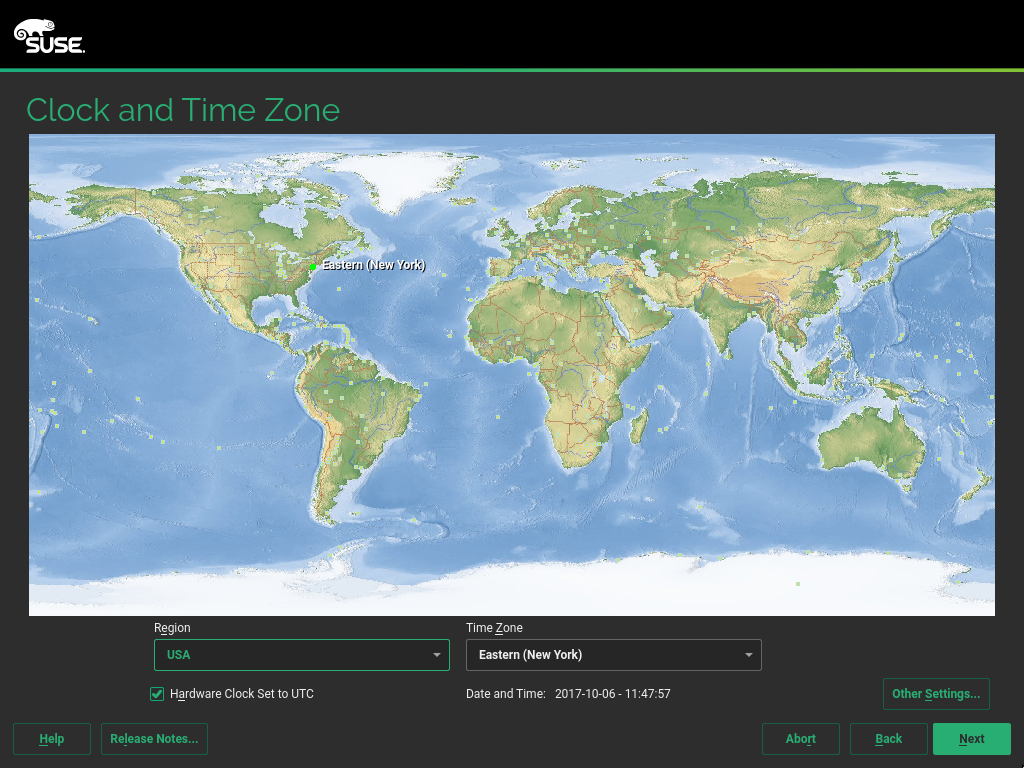 SUSE.
Clock and Time Zone
Eastern (New York)
Region
Time Zone
USA
Eastern (New York)
Hardware Clock Set to UTC
Date and Time: 2017-10-06 - 11:47:57
Other Settings...
Help
Release Notes...
Abort
Back
Next